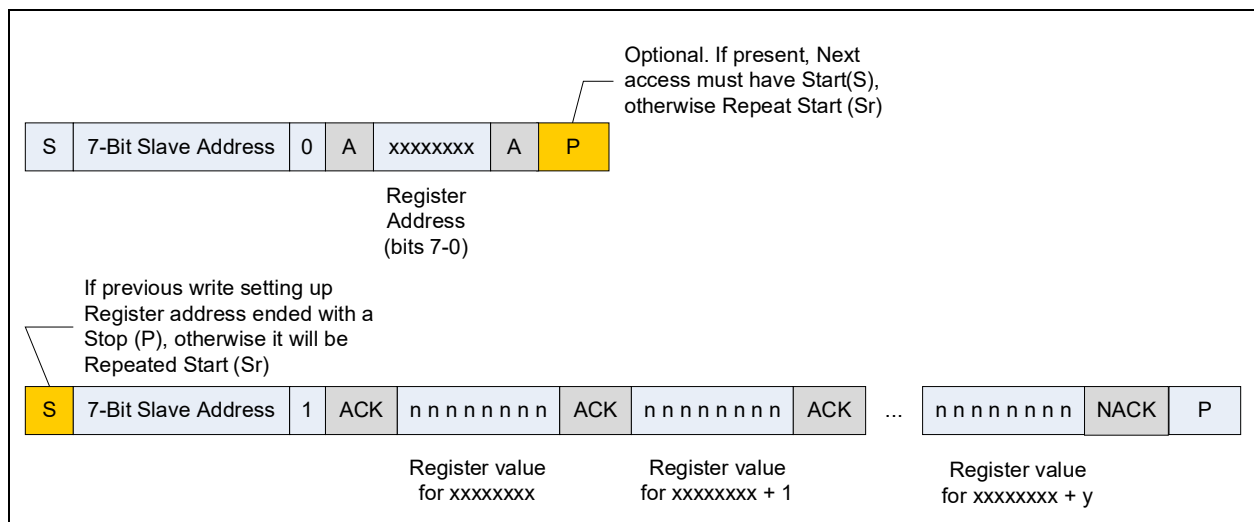 Optional. If present, Next
access must have Start(S),
otherwise Repeat Start (Sr)
S 7-Bit Slave Address 0 A xxxxxxxx A P
Register
Address
(bits 7-0)
If previous write setting up
Register address ended with a
Stop (P), otherwise it will be
Repeated Start (Sr)
S 7-Bit Slave Address 1 ACK n n n n n n n n ACK n n n n n n n n ACK ... n n n n n n n n NACK P
Register value
for xxxxxxxx
Register value
for xxxxxxxx + 1
Register value
for xxxxxxxx + y